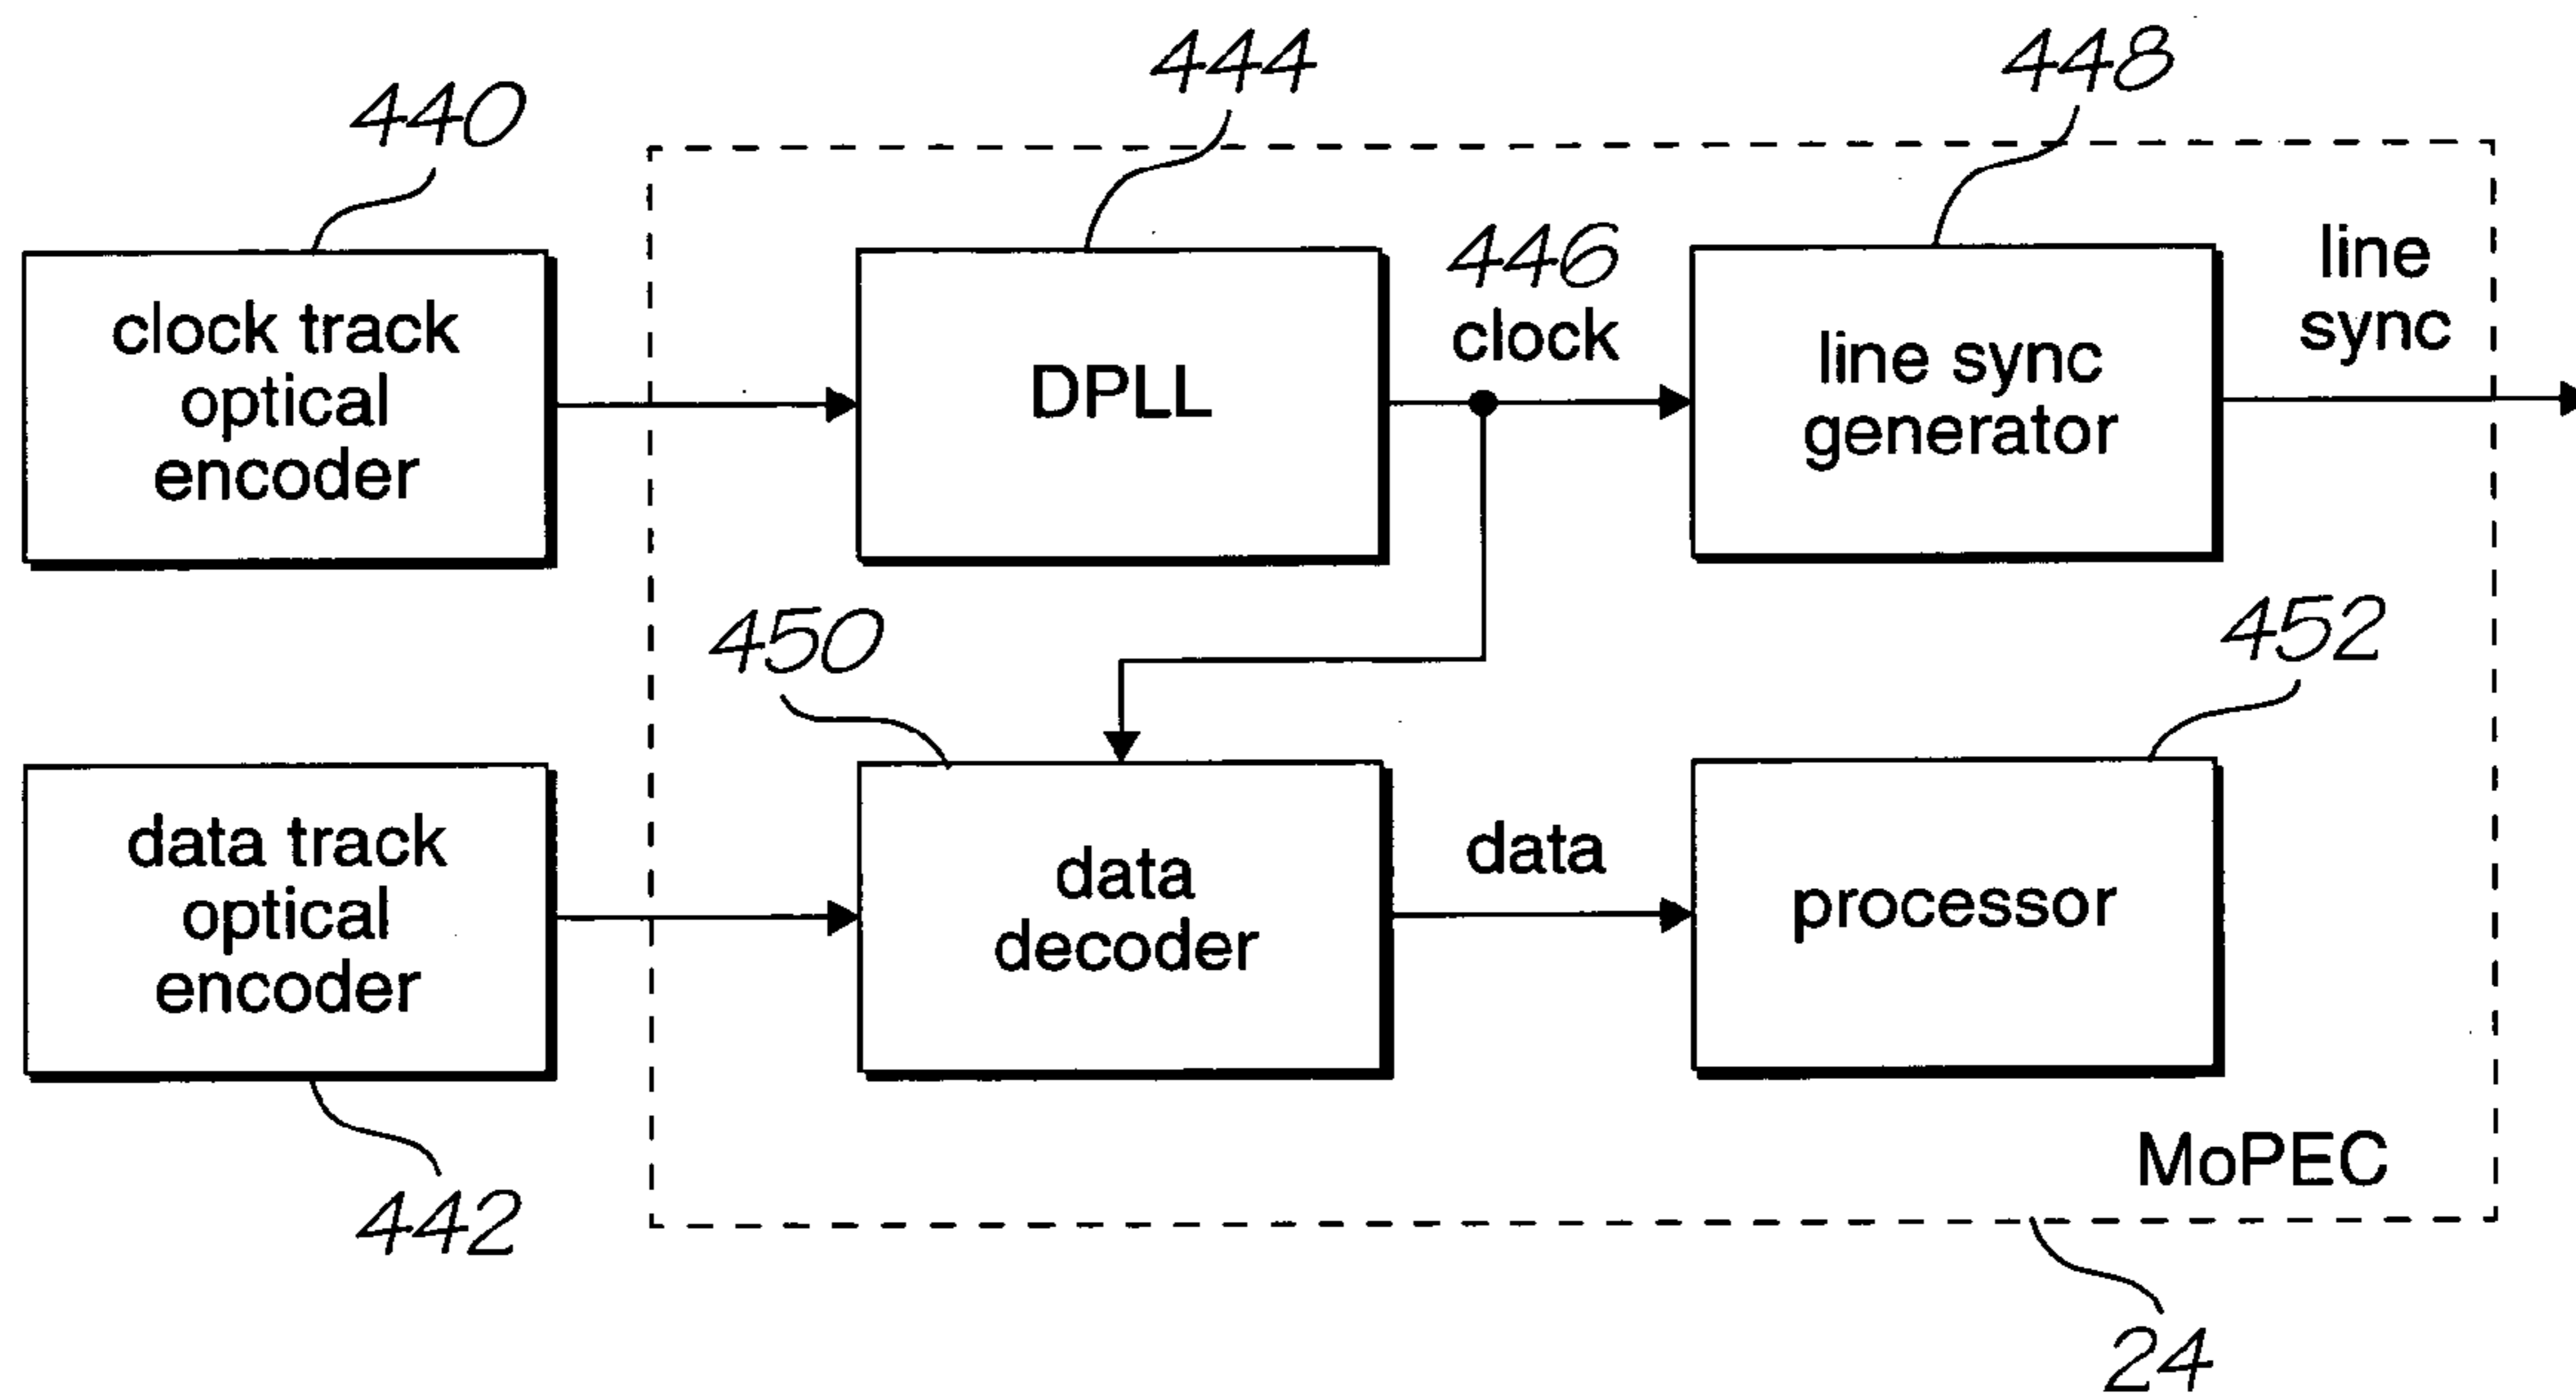 440
444
448
clock track
optical
encoder
DPLL
446
clock
line sync
generator
line
sync
450
452
data track
optical
encoder
data
decoder
data
processor
MoPEC
442
24